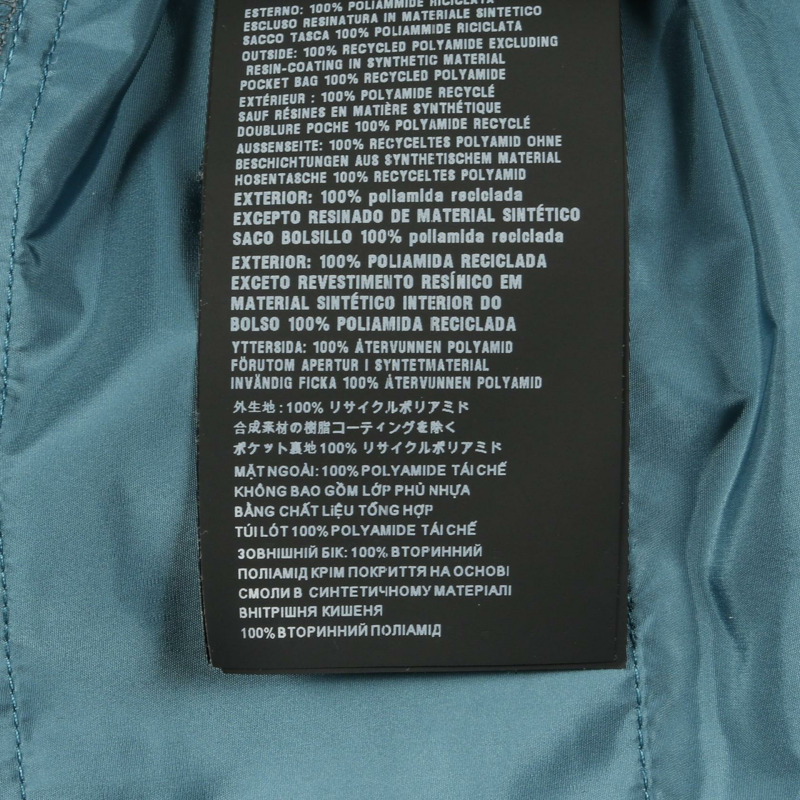 ESTERNO: 100% POLIAMMIDE RICICLATA
ESCLUSO RESINATURA IN MATERIALE SINTETICO
SACCO TASCA 100% POLIAMMIDE RICICLATA
OUTSIDE: 100% RECYCLED POLYAMIDE EXCLUDING
RESIN-COATING IN SYNTHETIC MATERIAL
POCKET BAG 100% RECYCLED POLYAMIDE
EXTÉRIEUR : 100% POLYAMIDE RECYCLÉ
SAUF RÉSINES EN MATIÈRE SYNTHÉTIQUE
DOUBLURE POCHE 100% POLYAMIDE RECYCLÉ
AUSSENSEITE: 100% RECYCELTES POLYAMID OHNE
BESCHICHTUNGEN AUS SYNTHETISCHEM MATERIAL
HOSENTASCHE 100% RECYCELTES POLYAMID
EXTERIOR: 100% poliamida reciclada
EXCEPTO RESINADO DE MATERIAL SINTÉTICO
SACO BOLSILLO 100% poliamida reciclada
EXTERIOR: 100% POLIAMIDA RECICLADA
EXCETO REVESTIMENTO RESÍNICO EM
MATERIAL SINTÉTICO INTERIOR DO
BOLSO 100% POLIAMIDA RECICLADA
YTTERSIDA: 100% ÅTERVUNNEN POLYAMID
FÖRUTOM APERTUR I SYNTETMATERIAL
INVÄNDIG FICKA 100% ÅTERVUNNEN POLYAMID
外生地：100% リサイクルポリアミド
合成素材の樹脂コーティングを除く
ポケット裏地 100% リサイクルポリアミド
MẶT NGOÀI: 100% POLYAMIDE TÁI CHẾ
KHÔNG BAO GỒM LỚP PHỦ NHỰA
BẰNG CHẤT LIỆU TỔNG HỢP
TÚI LÓT 100% POLYAMIDE TÁI CHẾ
ЗОВНІШНІЙ БІК: 100% ВТОРИННИЙ
ПОЛІАМІД КРІМ ПОКРИТТЯ НА ОСНОВІ
СМОЛИ В СИНТЕТИЧНОМУ МАТЕРІАЛІ
ВНІТРІШНЯ КИШЕНЯ
100% ВТОРИННИЙ ПОЛІАМІД